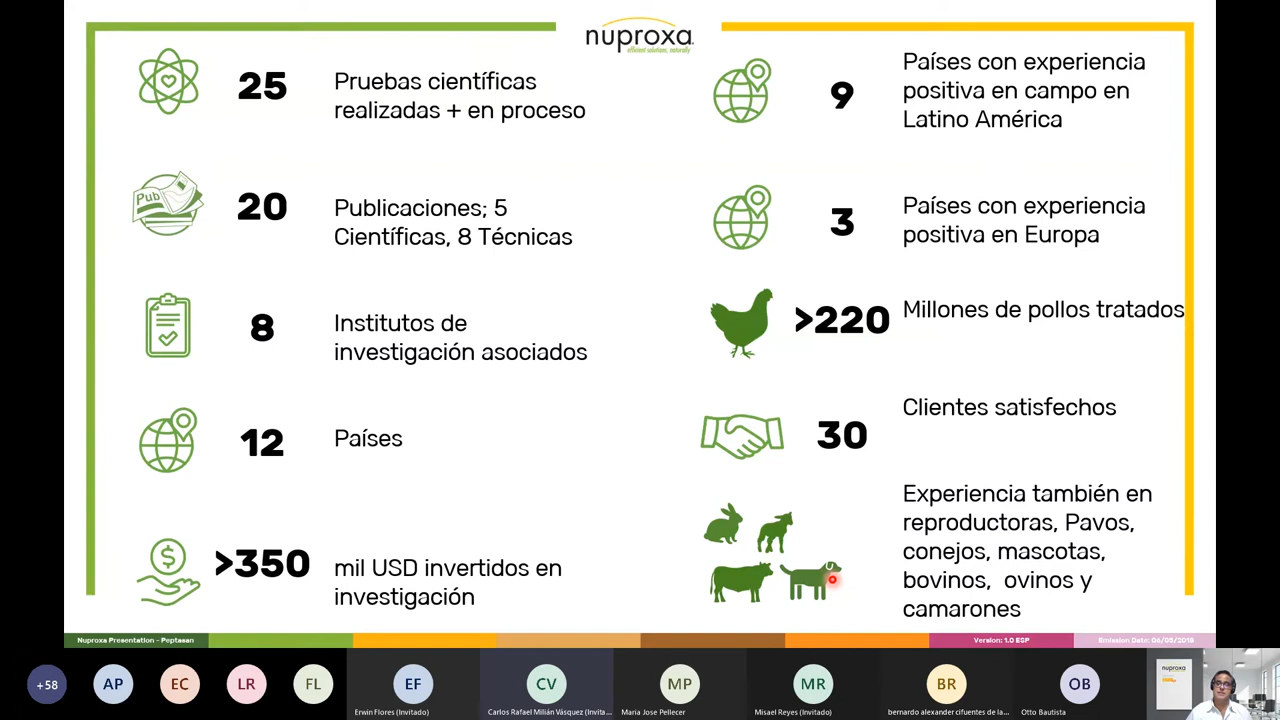 nuproxa
efficient solutions, naturally
25
Pruebas científicas
realizadas + en proceso
Pub
20
Publicaciones; 5
Científicas, 8 Técnicas
8
Institutos de
investigación asociados
12
Países
>350
mil USD invertidos en
investigación
9
Países con experiencia
positiva en campo en
Latino América
3
Países con experiencia
positiva en Europa
>220
Millones de pollos tratados
30
Clientes satisfechos
Experiencia también en
reproductoras, Pavos,
conejos, mascotas,
bovinos, ovinos y
camarones
Nuproxa Presentation - Peptasan
Version: 1.0 ESP
Emission Date: 06/05/2019
+58
AP
EC
LR
FL
EF
Erwin Flores (Invitado)
CV
Carlos Rafael Milián Vásquez (Invita...
MP
Maria Jose Pellecer
MR
Misael Reyes (Invitado)
BR
bernardo alexander cifuentes de la...
OB
Otto Bautista
nuproxa